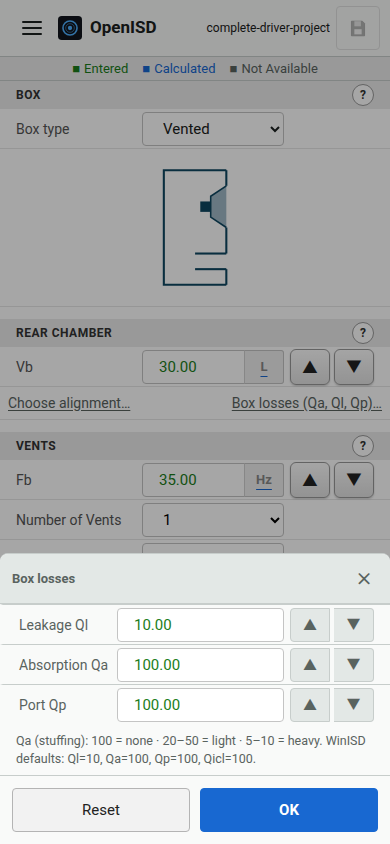 OpenISD
complete-driver-project
Entered
Calculated
Not Available
BOX
?
Box type
Vented
REAR CHAMBER
?
Vb
30.00
L
Choose alignment...
Box losses (Qa, Ql, Qp)...
VENTS
?
Fb
35.00
Hz
Number of Vents
1
Box losses
Leakage Ql
10.00
Absorption Qa
100.00
Port Qp
100.00
Qa (stuffing): 100 = none · 20–50 = light · 5–10 = heavy. WinISD
defaults: Ql=10, Qa=100, Qp=100, Qicl=100.
Reset
OK